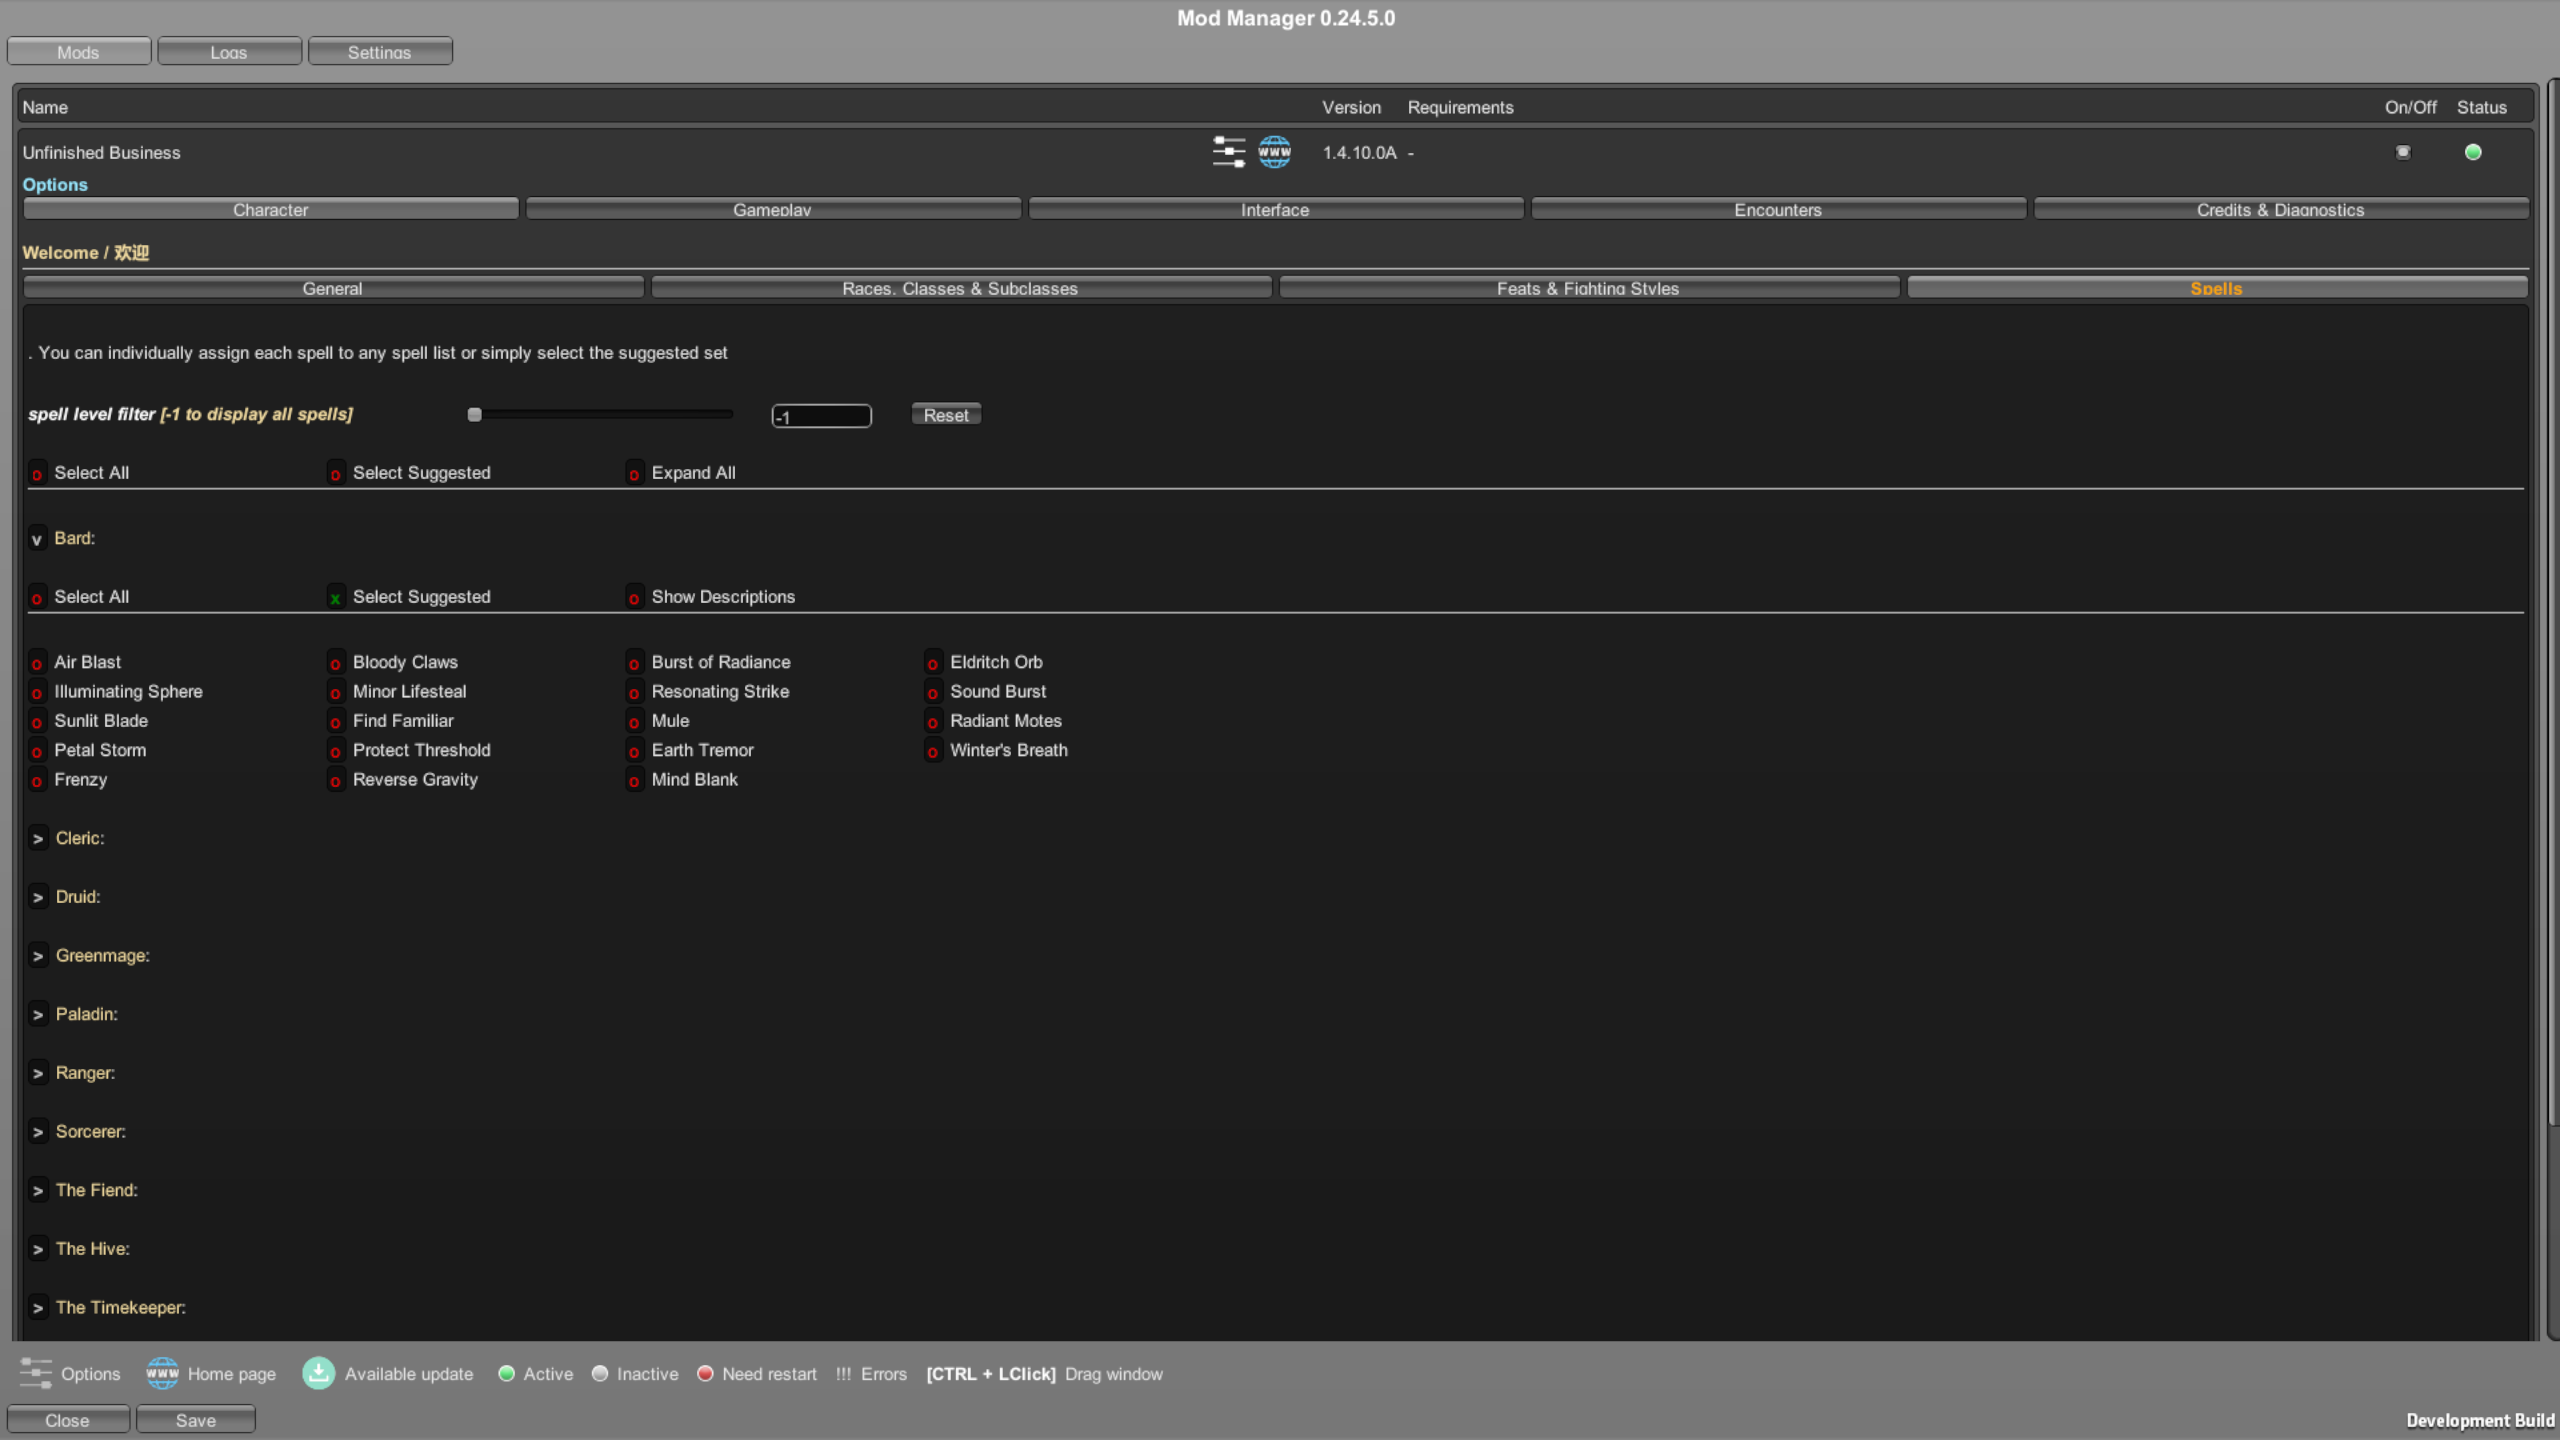 Mod Manager 0.24.5.0
Mods Logs Settings
Name Version Requirements On/Off Status
Unfinished Business www 1.4.10.0A -
Options
Character Gameplay Interface Encounters Credits & Diagnostics
Welcome / 欢迎
General Races, Classes & Subclasses Feats & Fighting Styles Spells
. You can individually assign each spell to any spell list or simply select the suggested set
spell level filter [-1 to display all spells] -1 Reset
o Select All o Select Suggested o Expand All
v Bard:
o Select All x Select Suggested o Show Descriptions
o Air Blast o Bloody Claws o Burst of Radiance o Eldritch Orb
o Illuminating Sphere o Minor Lifesteal o Resonating Strike o Sound Burst
o Sunlit Blade o Find Familiar o Mule o Radiant Motes
o Petal Storm o Protect Threshold o Earth Tremor o Winter's Breath
o Frenzy o Reverse Gravity o Mind Blank
> Cleric:
> Druid:
> Greenmage:
> Paladin:
> Ranger:
> Sorcerer:
> The Fiend:
> The Hive:
> The Timekeeper:
Options www Home page Available update Active Inactive Need restart !!! Errors [CTRL + LClick] Drag window
Close Save Development Build